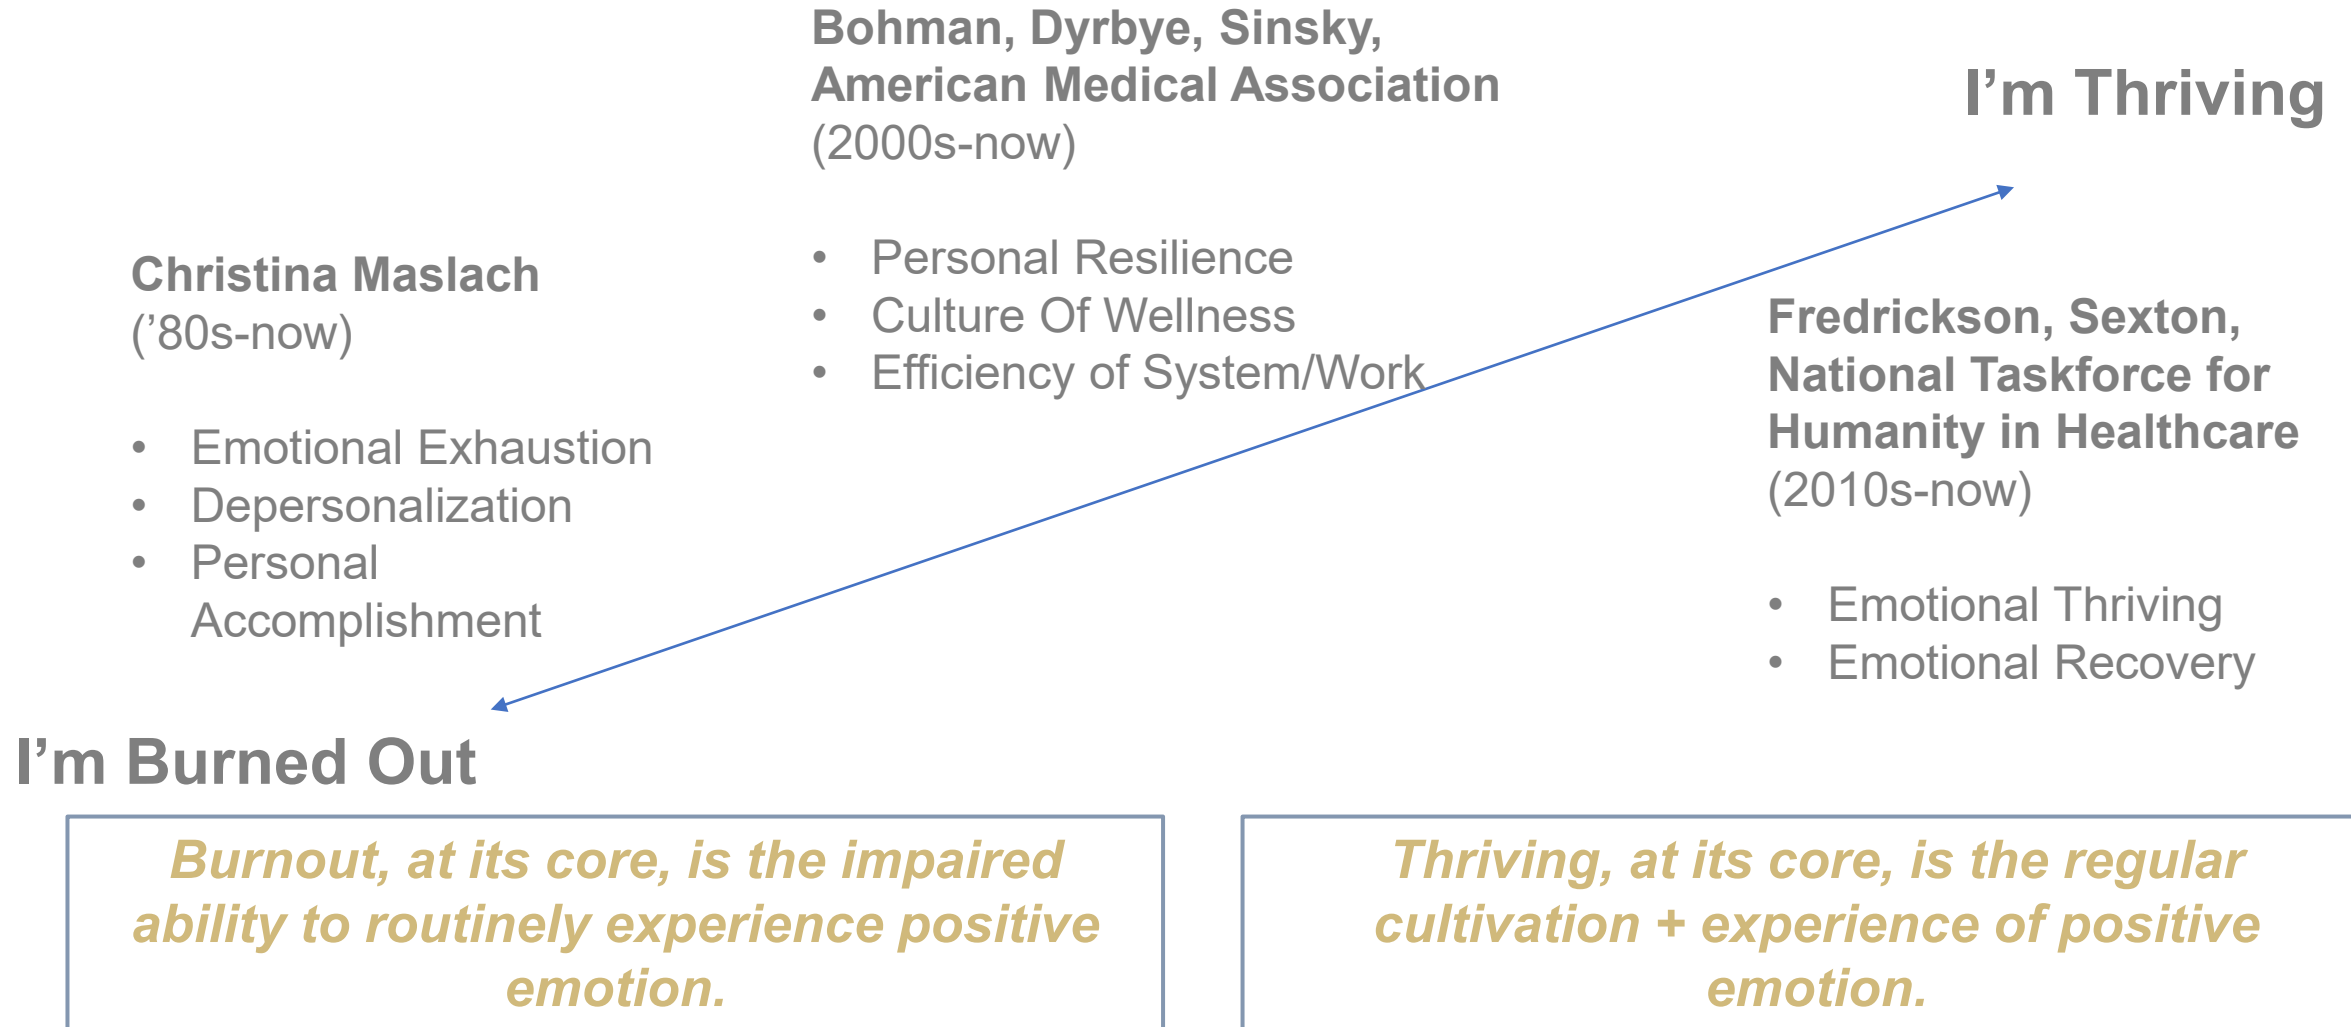 Bohman, Dyrbye, Sinsky,
American Medical Association
(2000s-now)
• Personal Resilience
• Culture Of Wellness
• Efficiency of System/Work
I’m Thriving
Christina Maslach
(’80s-now)
• Emotional Exhaustion
• Depersonalization
• Personal
Accomplishment
Fredrickson, Sexton,
National Taskforce for
Humanity in Healthcare
(2010s-now)
• Emotional Thriving
• Emotional Recovery
I’m Burned Out
Burnout, at its core, is the impaired
ability to routinely experience positive
emotion.
Thriving, at its core, is the regular
cultivation + experience of positive
emotion.